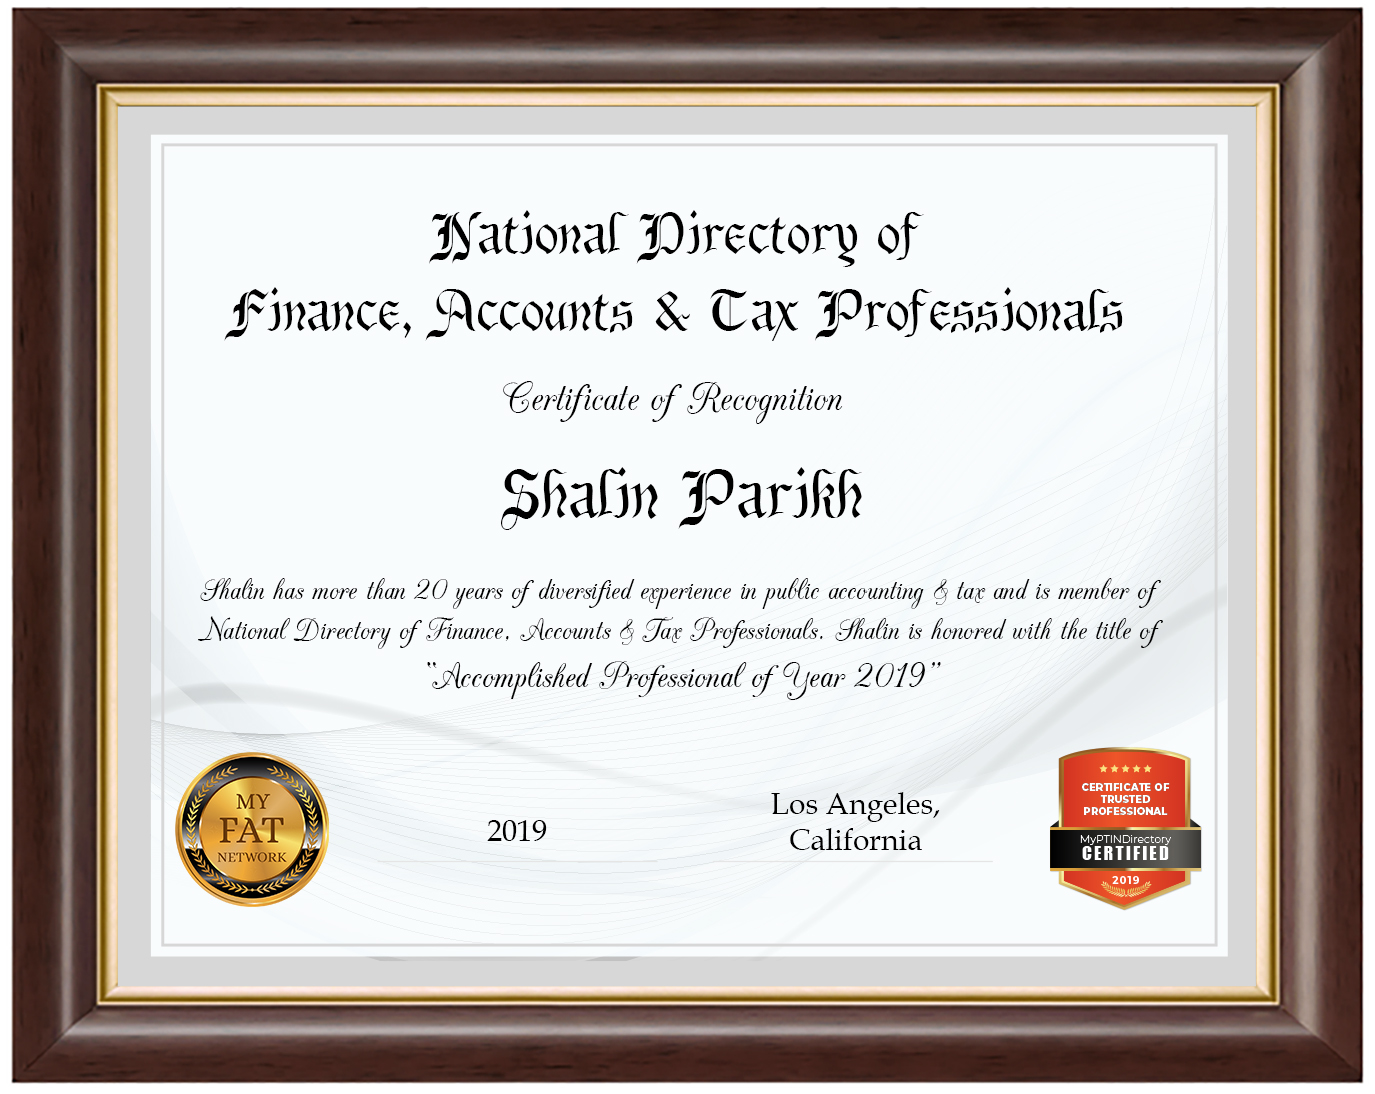 National Directory of
Finance, Accounts & Tax Professionals
Certificate of Recognition
Shalin Parikh
Shalin has more than 20 years of diversified experience in public accounting & tax and is member of
National Directory of Finance, Accounts & Tax Professionals. Shalin is honored with the title of
"Accomplished Professional of Year 2019"
MY
FAT
NETWORK
2019
Los Angeles,
California
CERTIFICATE OF
TRUSTED
PROFESSIONAL
MyPTINDirectory
CERTIFIED
2019